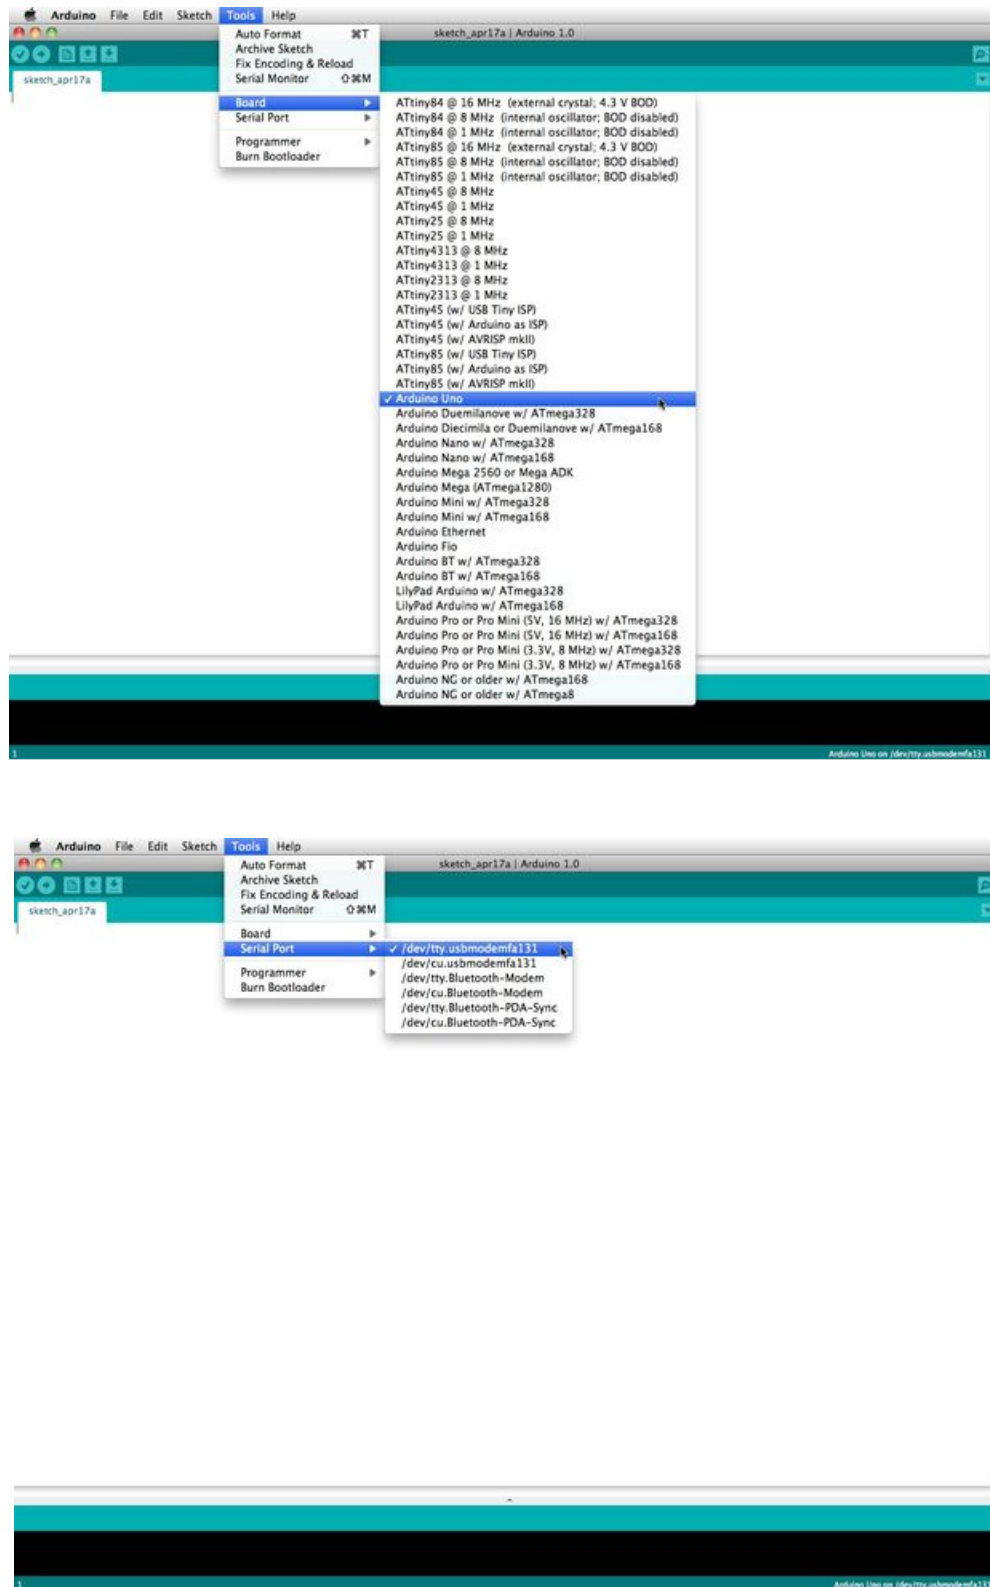 Arduino File Edit Sketch Tools Help
sketch_apr17a | Arduino 1.0
Auto Format ⌘T
Archive Sketch
Fix Encoding & Reload
Serial Monitor ⇧⌘M
sketch_apr17a
Board
Serial Port
Programmer
Burn Bootloader
ATtiny84 @ 16 MHz (external crystal; 4.3 V BOD)
ATtiny84 @ 8 MHz (internal oscillator; BOD disabled)
ATtiny84 @ 1 MHz (internal oscillator; BOD disabled)
ATtiny85 @ 16 MHz (external crystal; 4.3 V BOD)
ATtiny85 @ 8 MHz (internal oscillator; BOD disabled)
ATtiny85 @ 1 MHz (internal oscillator; BOD disabled)
ATtiny45 @ 8 MHz
ATtiny45 @ 1 MHz
ATtiny25 @ 8 MHz
ATtiny25 @ 1 MHz
ATtiny4313 @ 8 MHz
ATtiny4313 @ 1 MHz
ATtiny2313 @ 8 MHz
ATtiny2313 @ 1 MHz
ATtiny45 (w/ USB Tiny ISP)
ATtiny45 (w/ Arduino as ISP)
ATtiny45 (w/ AVRISP mkII)
ATtiny85 (w/ USB Tiny ISP)
ATtiny85 (w/ Arduino as ISP)
ATtiny85 (w/ AVRISP mkII)
✓ Arduino Uno
Arduino Duemilanove w/ ATmega328
Arduino Diecimila or Duemilanove w/ ATmega168
Arduino Nano w/ ATmega328
Arduino Nano w/ ATmega168
Arduino Mega 2560 or Mega ADK
Arduino Mega (ATmega1280)
Arduino Mini w/ ATmega328
Arduino Mini w/ ATmega168
Arduino Ethernet
Arduino Fio
Arduino BT w/ ATmega328
Arduino BT w/ ATmega168
LilyPad Arduino w/ ATmega328
LilyPad Arduino w/ ATmega168
Arduino Pro or Pro Mini (5V, 16 MHz) w/ ATmega328
Arduino Pro or Pro Mini (5V, 16 MHz) w/ ATmega168
Arduino Pro or Pro Mini (3.3V, 8 MHz) w/ ATmega328
Arduino Pro or Pro Mini (3.3V, 8 MHz) w/ ATmega168
Arduino NG or older w/ ATmega168
Arduino NG or older w/ ATmega8
1 Arduino Uno on /dev/tty.usbmodemfa131
Arduino File Edit Sketch Tools Help
sketch_apr17a | Arduino 1.0
Auto Format ⌘T
Archive Sketch
Fix Encoding & Reload
Serial Monitor ⇧⌘M
sketch_apr17a
Board
Serial Port
Programmer
Burn Bootloader
✓ /dev/tty.usbmodemfa131
/dev/cu.usbmodemfa131
/dev/tty.Bluetooth-Modem
/dev/cu.Bluetooth-Modem
/dev/tty.Bluetooth-PDA-Sync
/dev/cu.Bluetooth-PDA-Sync
1 Arduino Uno on /dev/tty.usbmodemfa131